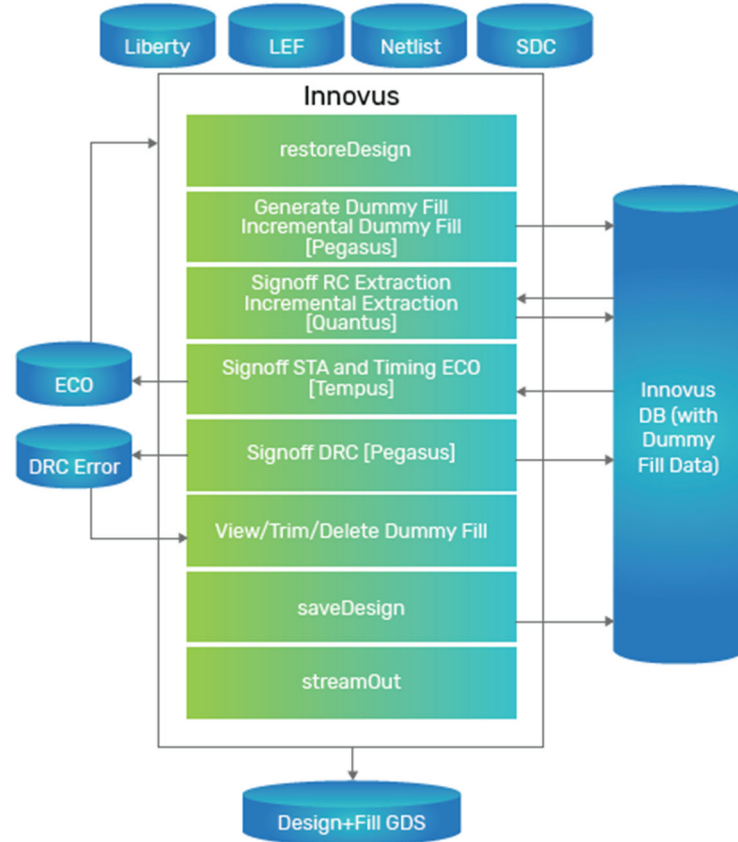 Liberty
LEF
Netlist
SDC
Innovus
restoreDesign
Generate Dummy Fill
Incremental Dummy Fill
[Pegasus]
Signoff RC Extraction
Incremental Extraction
[Quantus]
Signoff STA and Timing ECO
[Tempus]
ECO
Signoff DRC [Pegasus]
DRC Error
View/Trim/Delete Dummy Fill
saveDesign
streamOut
Innovus
DB (with
Dummy
Fill Data)
Design+Fill GDS